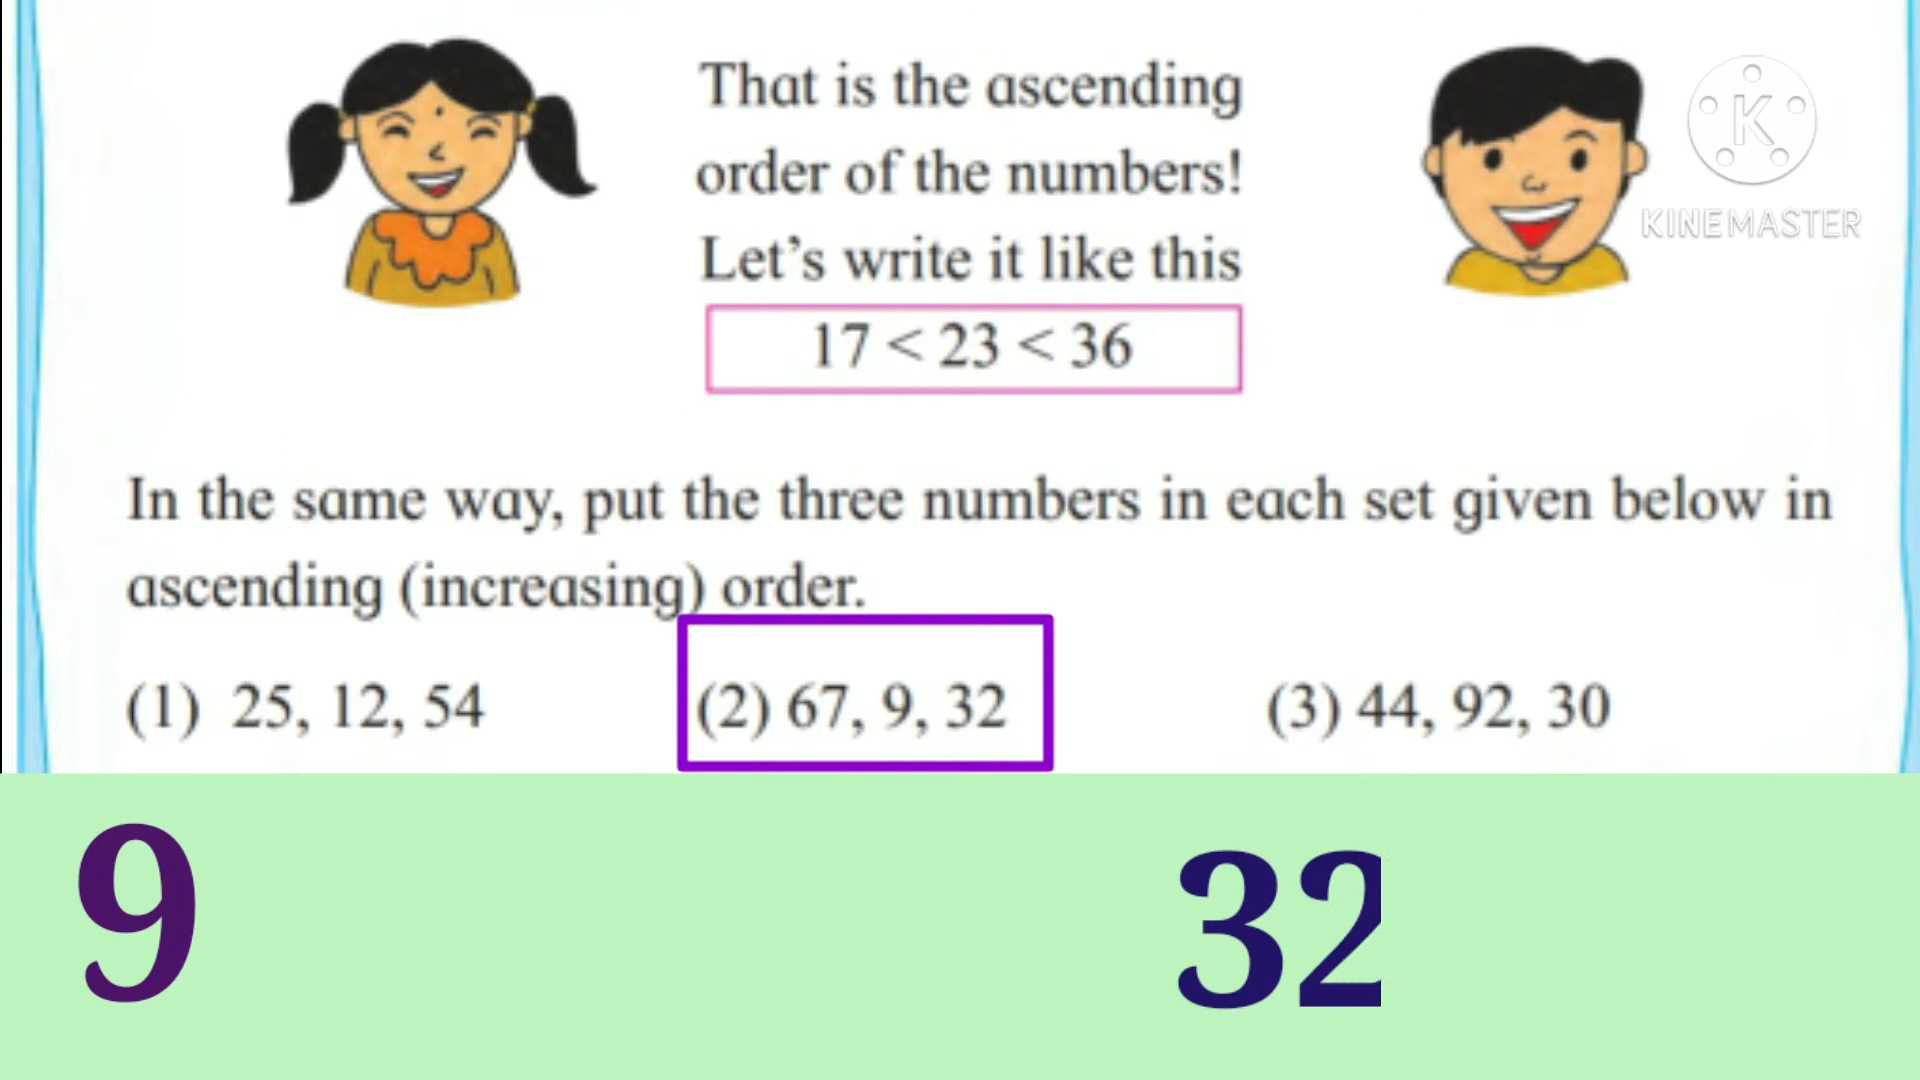 That is the ascending
order of the numbers!
Let's write it like this
17 < 23 < 36
K
KINEMASTER
In the same way, put the three numbers in each set given below in
ascending (increasing) order.
(1) 25, 12, 54 (2) 67, 9, 32 (3) 44, 92, 30
9 32